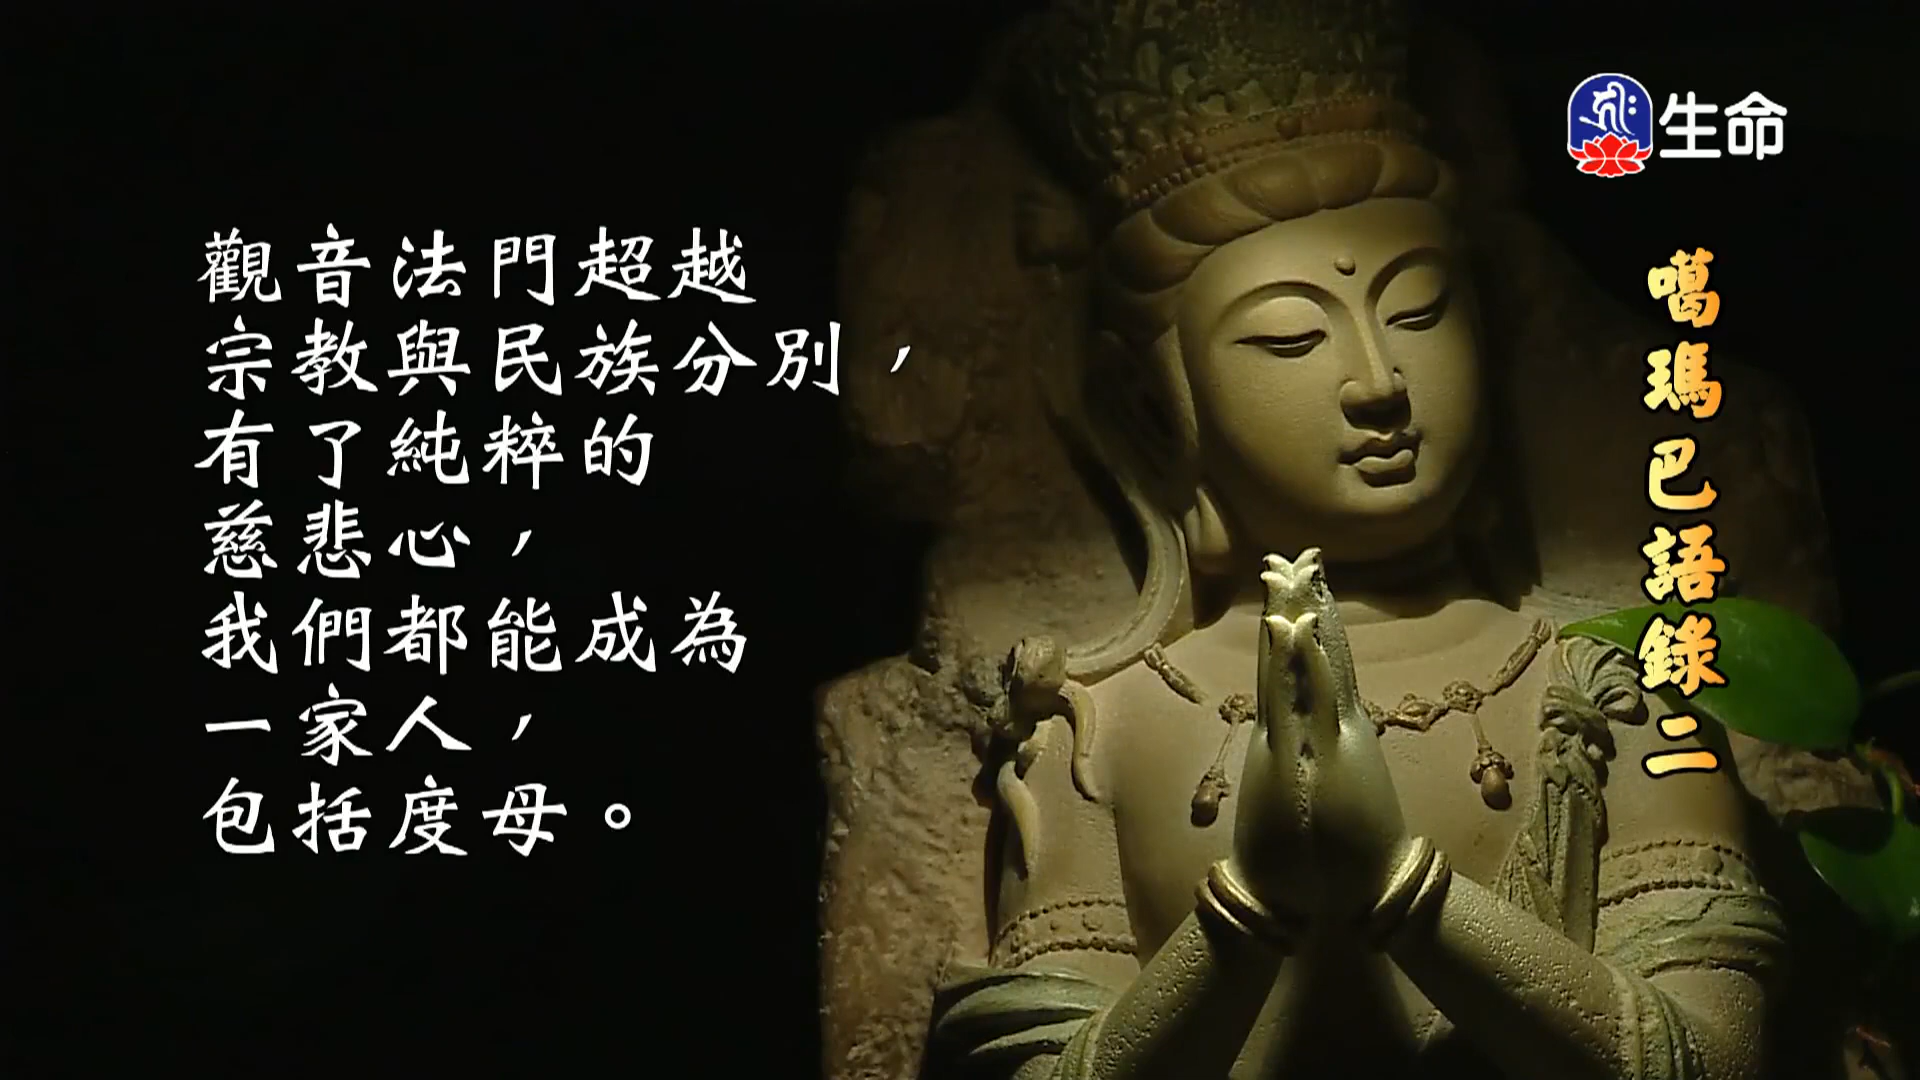 生命
觀音法門超越
宗教與民族分別，
有了純粹的
慈悲心，
我們都能成為
一家人，
包括度母。
噶瑪巴語錄二